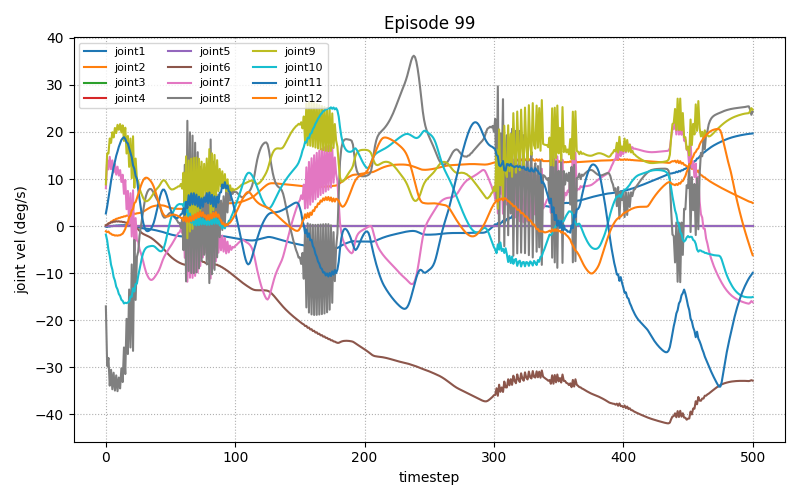 Episode 99
joint1
joint2
joint3
joint4
joint5
joint6
joint7
joint8
joint9
joint10
joint11
joint12
joint vel (deg/s)
40
30
20
10
0
−10
−20
−30
−40
0
100
200
300
400
500
timestep